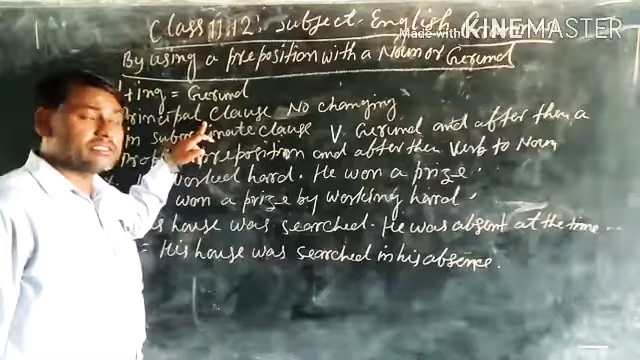 Made with KINEMASTER
Class 11,12: Subject-English
By using a preposition with a Noun or Gerund
+ing = Gerund
Principal Clause No changing
in subordinate clause V Gerund and after then a
preposition and after then Verb to Noun
worked hard. He won a prize.
won a prize by working hard.
his house was searched. He was absent at the time...
= His house was searched in his absence.